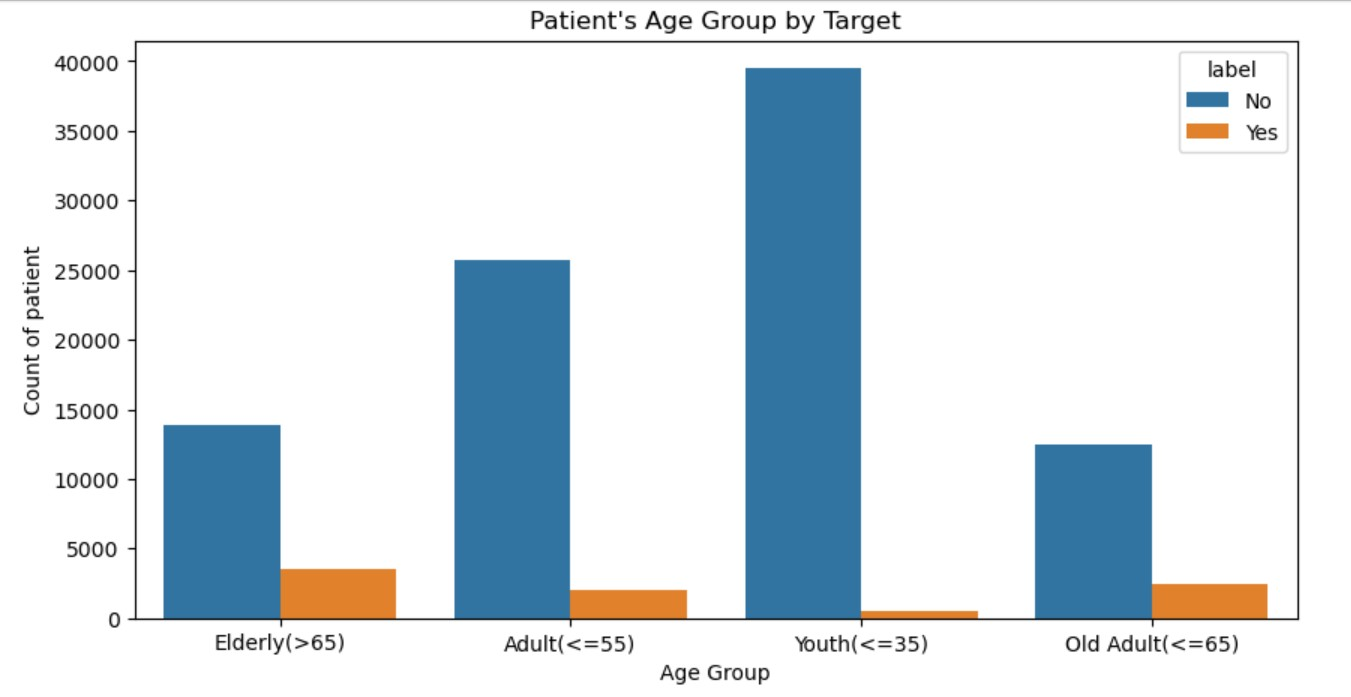 Patient's Age Group by Target
label
No
Yes
40000
35000
30000
25000
20000
15000
10000
5000
0
Count of patient
Elderly(>65)
Adult(<=55)
Youth(<=35)
Old Adult(<=65)
Age Group